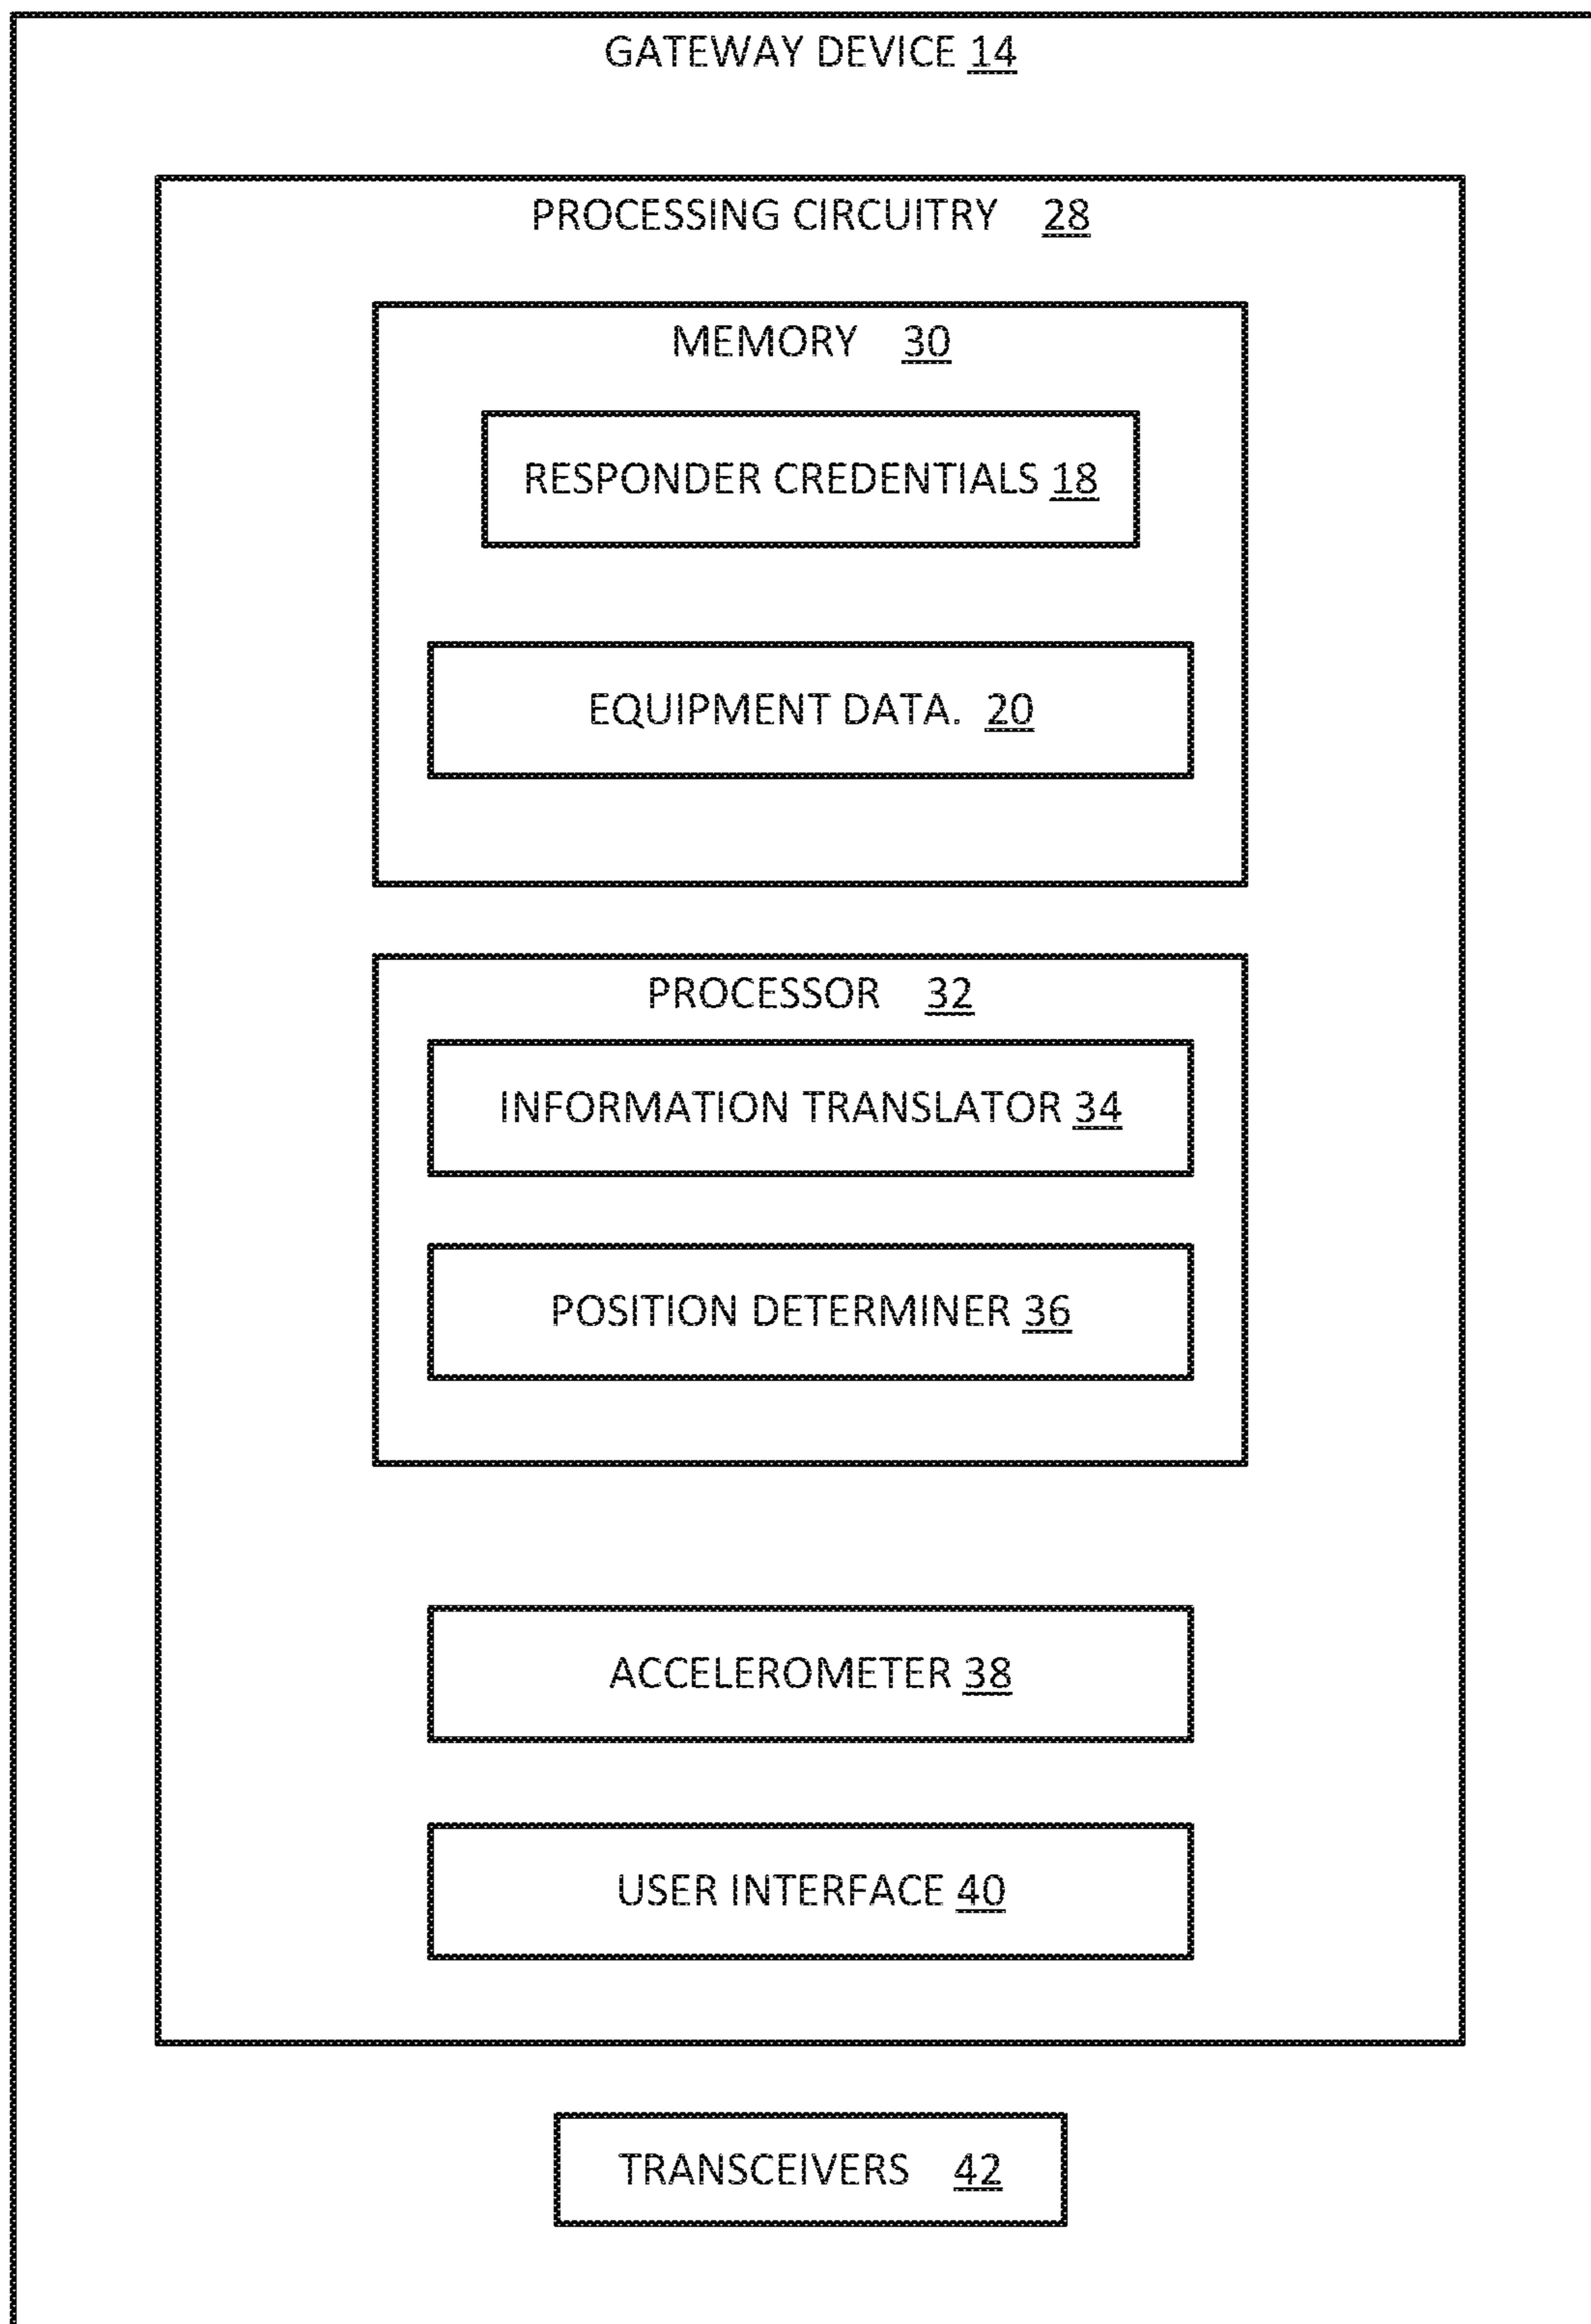 GATEWAY DEVICE 14
PROCESSING CIRCUITRY 28
MEMORY 30
RESPONDER CREDENTIALS 18
EQUIPMENT DATA. 20
PROCESSOR 32
INFORMATION TRANSLATOR 34
POSITION DETERMINER 36
ACCELEROMETER 38
USER INTERFACE 40
TRANSCEIVERS 42